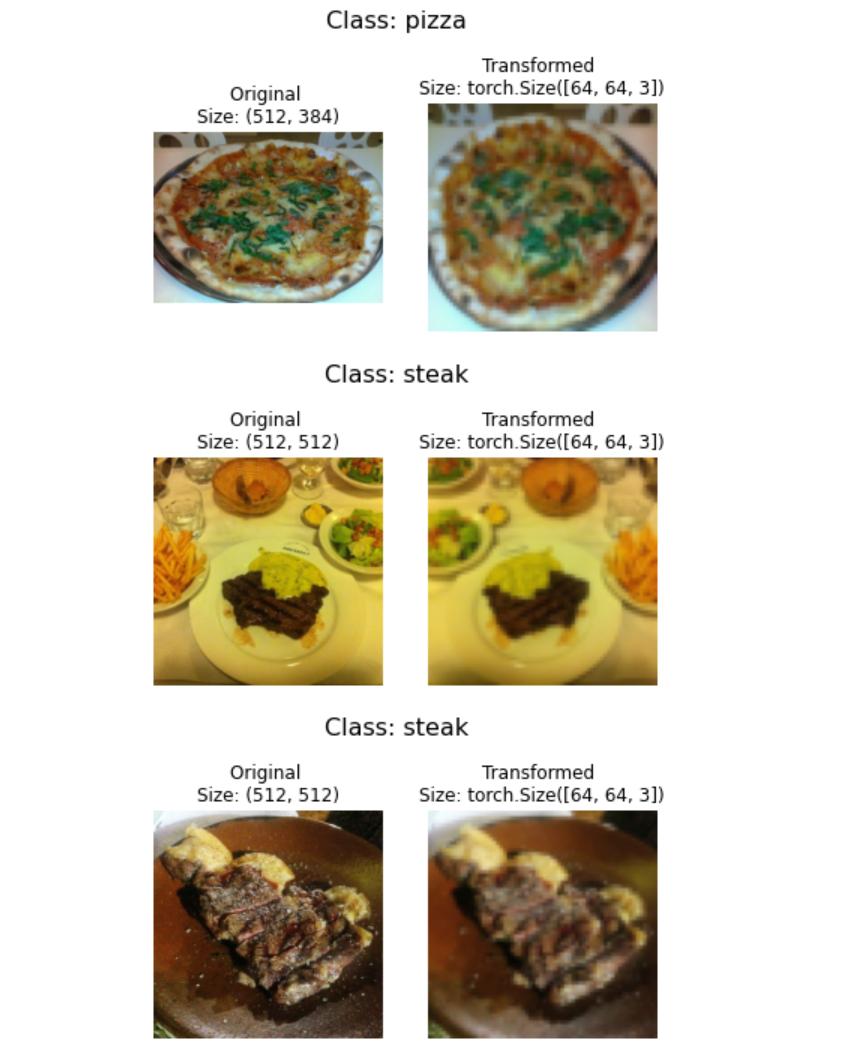 Class: pizza
Original
Size: (512, 384)
Transformed
Size: torch.Size([64, 64, 3])
Class: steak
Original
Size: (512, 512)
Transformed
Size: torch.Size([64, 64, 3])
Class: steak
Original
Size: (512, 512)
Transformed
Size: torch.Size([64, 64, 3])